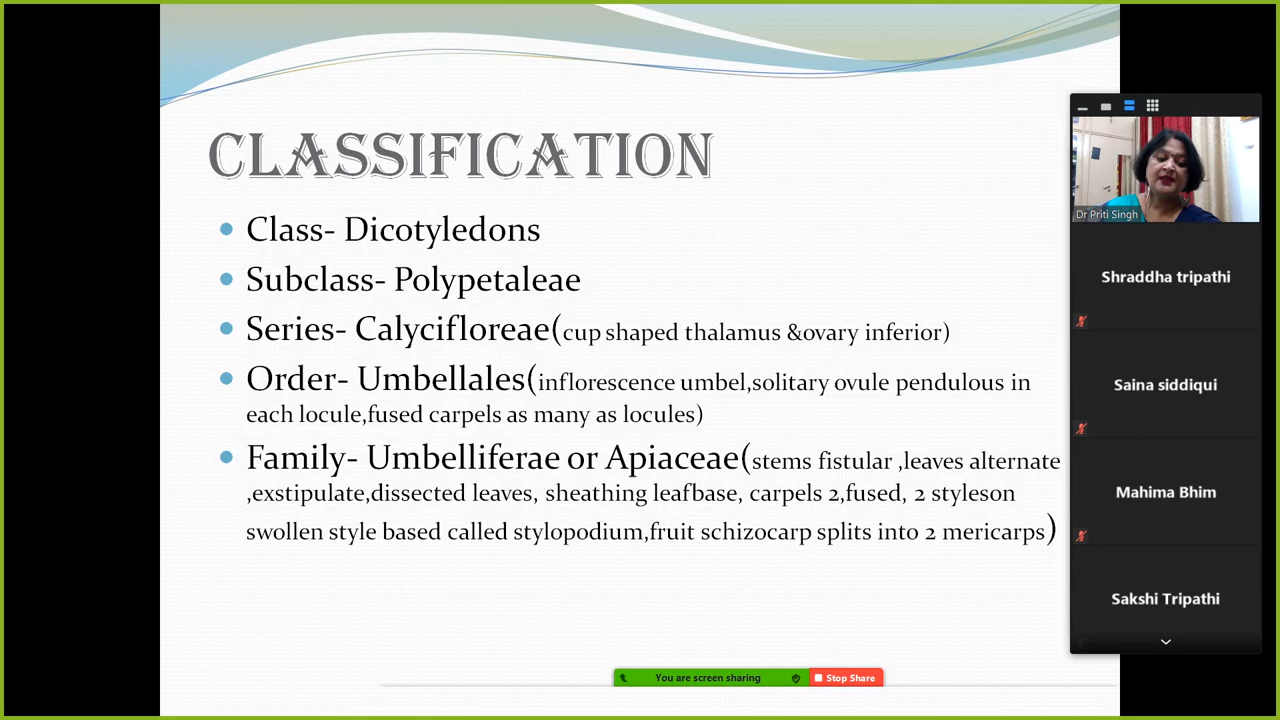 CLASSIFICATION
Class- Dicotyledons
Subclass- Polypetaleae
Series- Calycifloreae(cup shaped thalamus &ovary inferior)
Order- Umbellales(inflorescence umbel,solitary ovule pendulous in
each locule,fused carpels as many as locules)
Family- Umbelliferae or Apiaceae(stems fistular ,leaves alternate
,exstipulate,dissected leaves, sheathing leafbase, carpels 2,fused, 2 styleson
swollen style based called stylopodium,fruit schizocarp splits into 2 mericarps)
Dr Priti Singh
Shraddha tripathi
Saina siddiqui
Mahima Bhim
Sakshi Tripathi
You are screen sharing
Stop Share